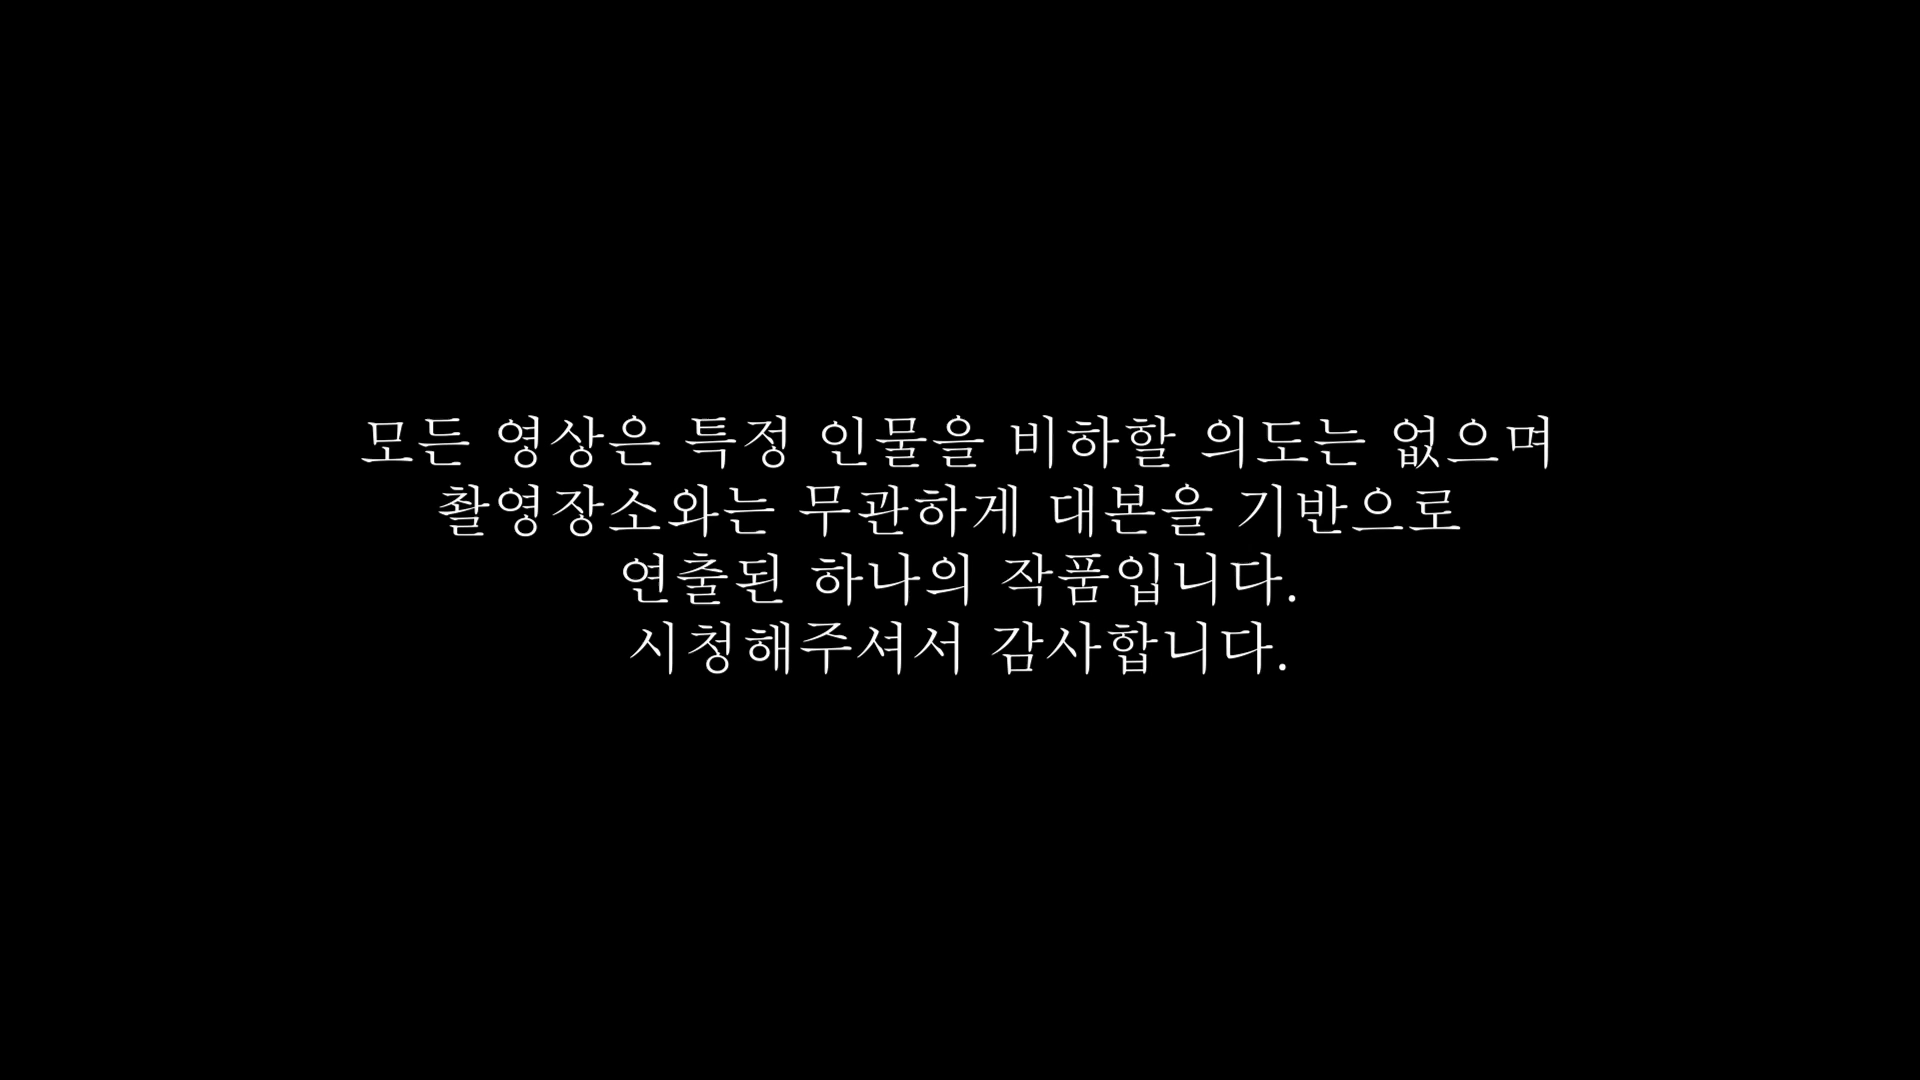 모든 영상은 특정 인물을 비하할 의도는 없으며
촬영장소와는 무관하게 대본을 기반으로
연출된 하나의 작품입니다.
시청해주셔서 감사합니다.